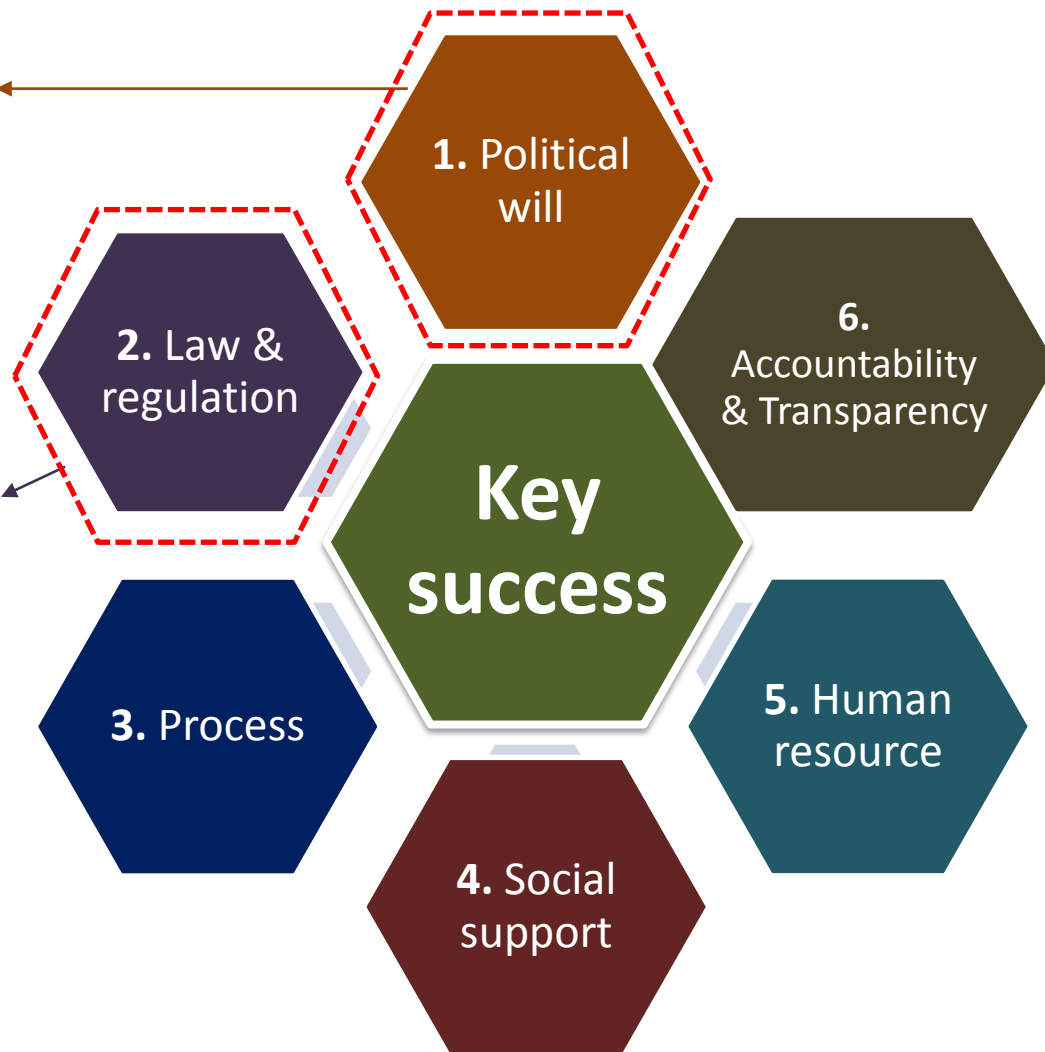 1. Political
will
2. Law &
regulation
6.
Accountability
& Transparency
Key
success
3. Process
5. Human
resource
4. Social
support